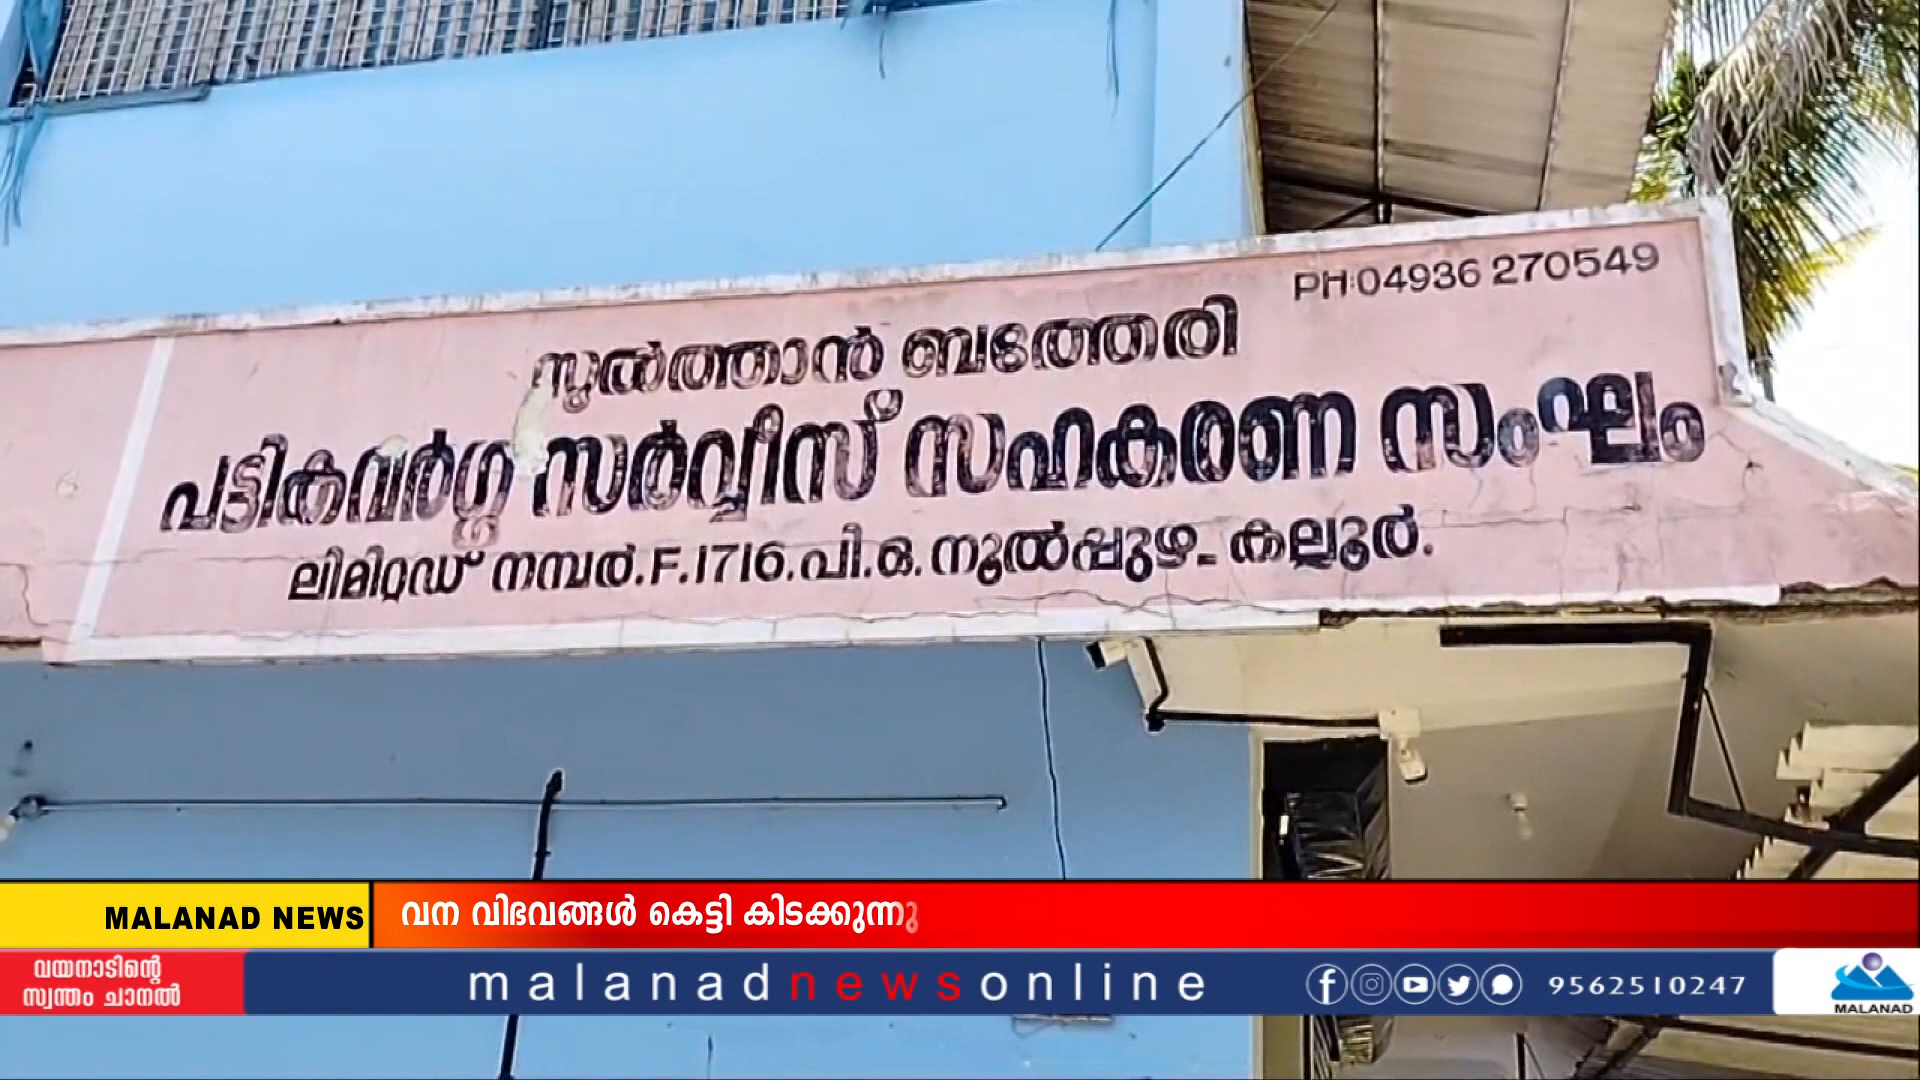 PH:04936 270549
സുൽത്താൻ ബത്തേരി
പട്ടികവർഗ്ഗ സർവ്വീസ് സഹകരണ സംഘം
ലിമിറ്റഡ് നമ്പർ.F.1716.പി.ഒ.നൂൽപ്പുഴ-കല്ലൂർ.
MALANAD NEWS
വന വിഭവങ്ങൾ കെട്ടി കിടക്കുന്നു
വയനാടിന്റെ
സ്വന്തം ചാനൽ
malanadnewsonline
9562510247
MALANAD